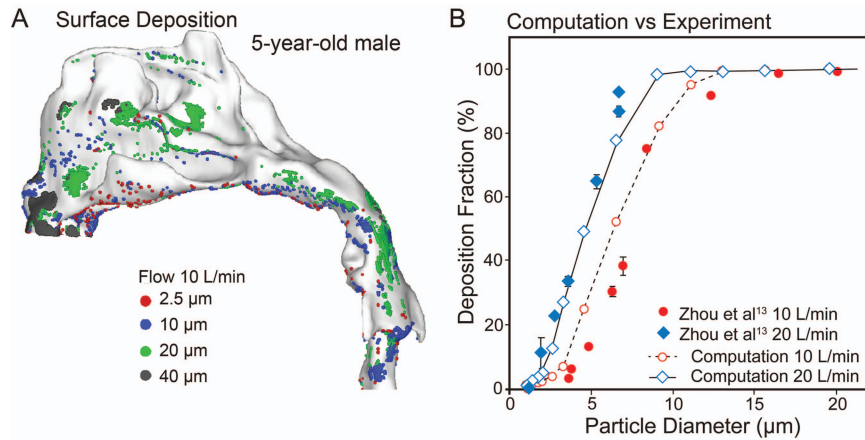 A
Surface Deposition
5-year-old male
Flow 10 L/min
2.5 µm
10 µm
20 µm
40 µm
B
Computation vs Experiment
Deposition Fraction (%)
100
80
60
40
20
0
Zhou et al¹³ 10 L/min
Zhou et al¹³ 20 L/min
Computation 10 L/min
Computation 20 L/min
0
5
10
15
20
Particle Diameter (µm)